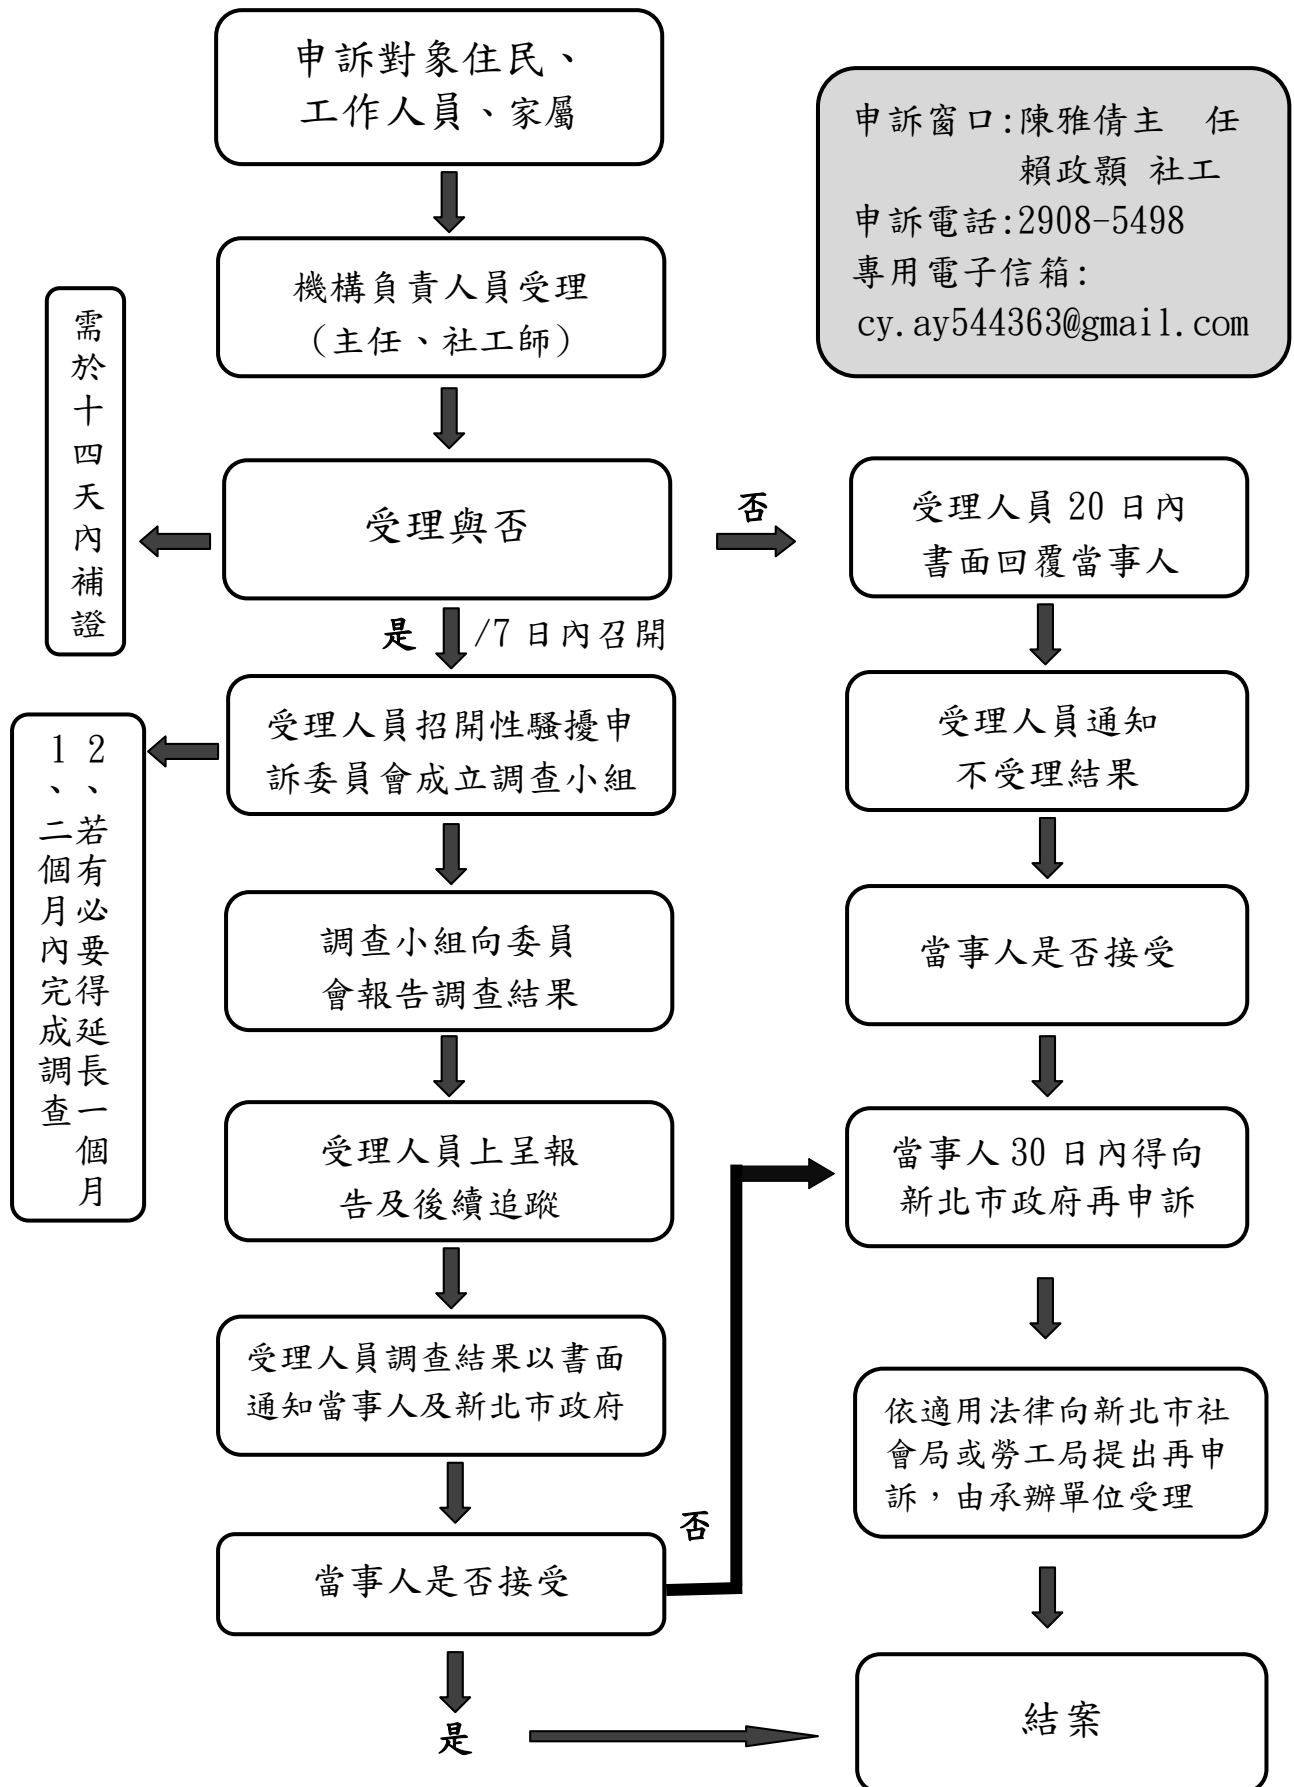 申訴對象住民、
工作人員、家屬
申訴窗口:陳雅倩主 任
賴政顥 社工
申訴電話:2908-5498
專用電子信箱:
cy.ay544363@gmail.com
機構負責人員受理
(主任、社工師)
需於十四天內補證
受理與否
否
受理人員 20 日內
書面回覆當事人
是 /7 日內召開
受理人員招開性騷擾申
訴委員會成立調查小組
1、二個月內完成調查
2、若有必要得延長一個月
受理人員通知
不受理結果
調查小組向委員
會報告調查結果
當事人是否接受
受理人員上呈報
告及後續追蹤
當事人 30 日內得向
新北市政府再申訴
受理人員調查結果以書面
通知當事人及新北市政府
依適用法律向新北市社
會局或勞工局提出再申
訴，由承辦單位受理
否
當事人是否接受
是
結案